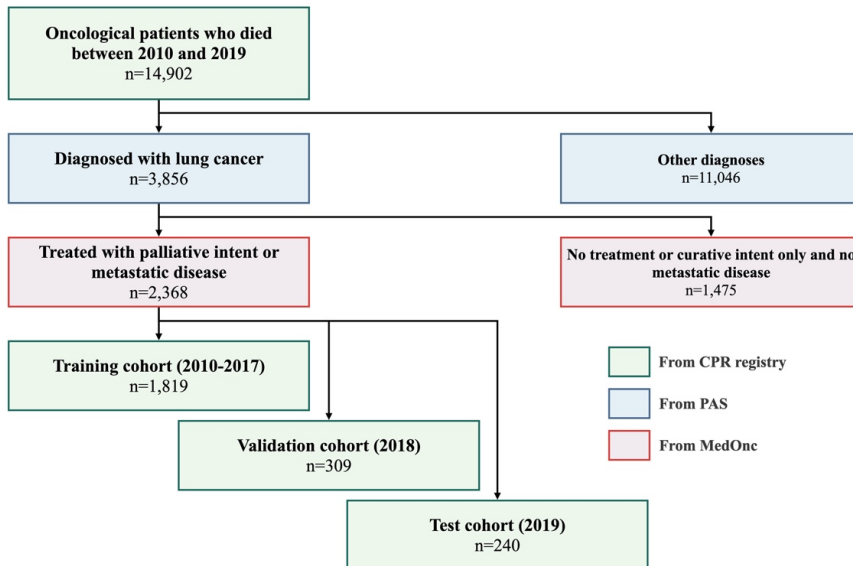 Oncological patients who died
between 2010 and 2019
n=14,902
Diagnosed with lung cancer
n=3,856
Other diagnoses
n=11,046
Treated with palliative intent or
metastatic disease
n=2,368
No treatment or curative intent only and no
metastatic disease
n=1,475
Training cohort (2010-2017)
n=1,819
From CPR registry
From PAS
From MedOnc
Validation cohort (2018)
n=309
Test cohort (2019)
n=240